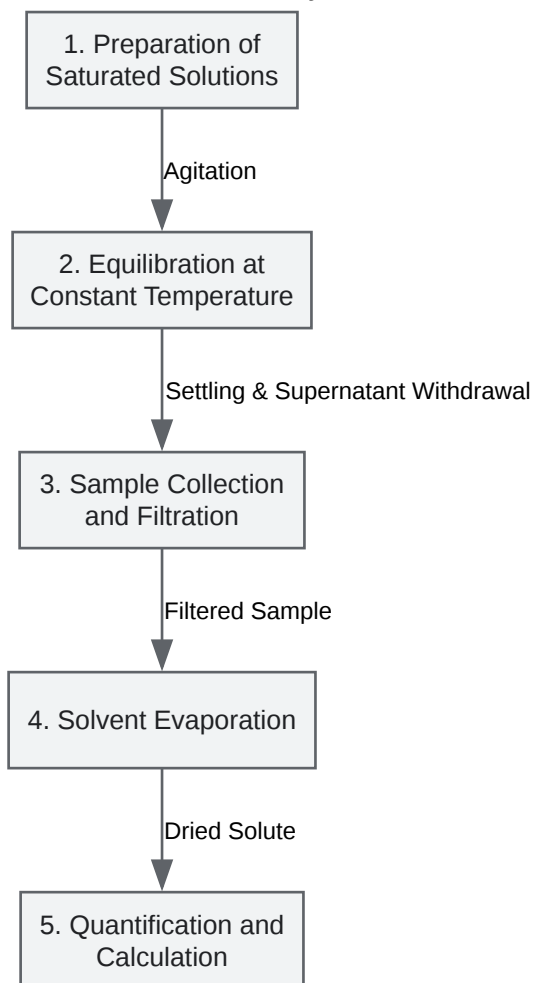 1. Preparation of
Saturated Solutions
Agitation
2. Equilibration at
Constant Temperature
Settling & Supernatant Withdrawal
3. Sample Collection
and Filtration
Filtered Sample
4. Solvent Evaporation
Dried Solute
5. Quantification and
Calculation